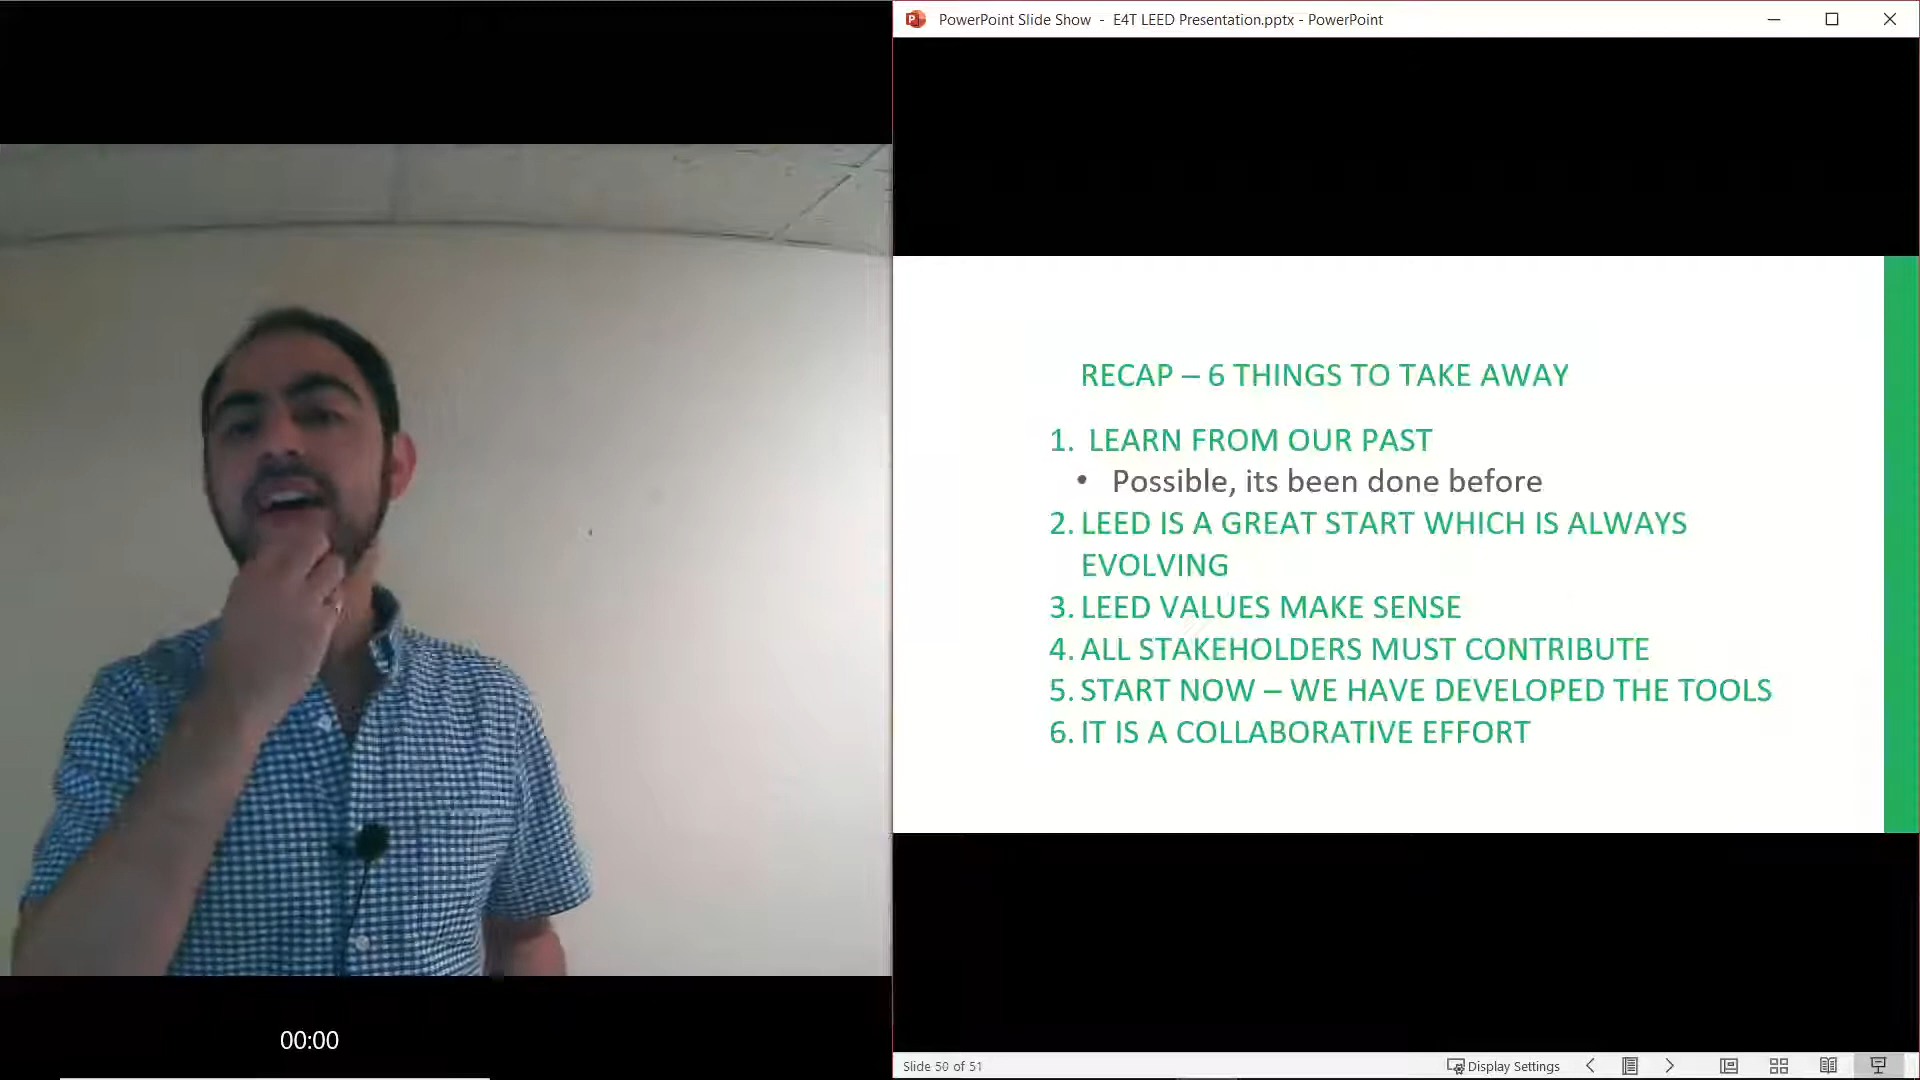 PowerPoint Slide Show - E4T LEED Presentation.pptx - PowerPoint
RECAP – 6 THINGS TO TAKE AWAY
1. LEARN FROM OUR PAST
• Possible, its been done before
2. LEED IS A GREAT START WHICH IS ALWAYS
EVOLVING
3. LEED VALUES MAKE SENSE
4. ALL STAKEHOLDERS MUST CONTRIBUTE
5. START NOW – WE HAVE DEVELOPED THE TOOLS
6. IT IS A COLLABORATIVE EFFORT
00:00
Slide 50 of 51
Display Settings